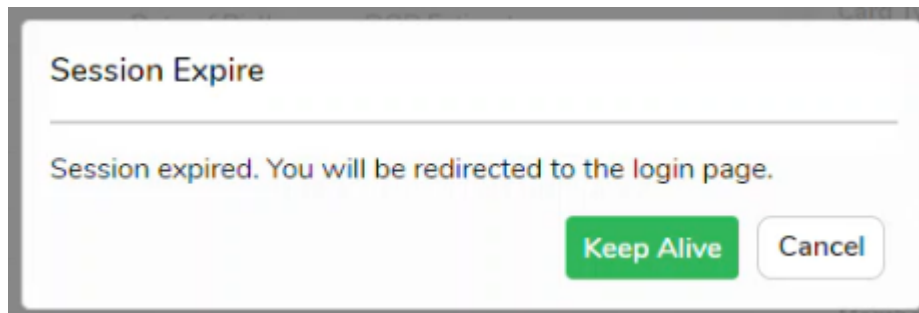 Session Expire
Session expired. You will be redirected to the login page.
Keep Alive
Cancel